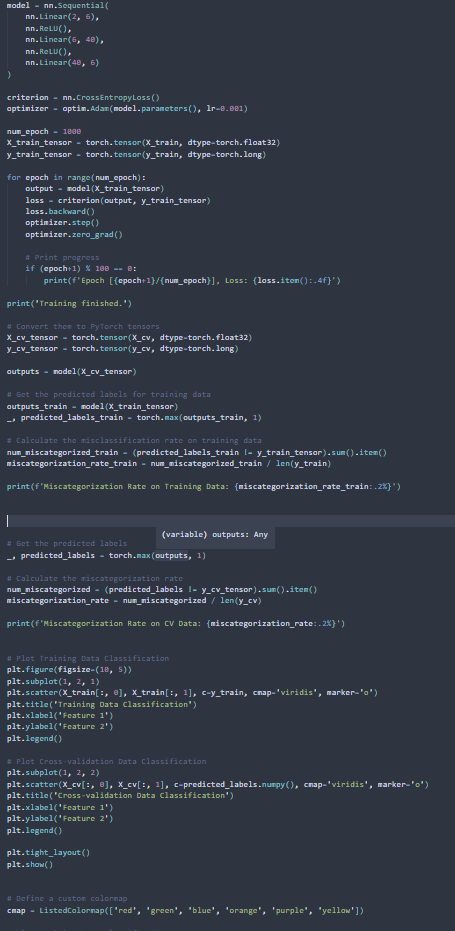 model = nn.Sequential(
    nn.Linear(2, 6),
    nn.ReLU(),
    nn.Linear(6, 40),
    nn.ReLU(),
    nn.Linear(40, 6)
)
criterion = nn.CrossEntropyLoss()
optimizer = optim.Adam(model.parameters(), lr=0.001)
num_epoch = 1000
X_train_tensor = torch.tensor(X_train, dtype=torch.float32)
y_train_tensor = torch.tensor(y_train, dtype=torch.long)
for epoch in range(num_epoch):
    output = model(X_train_tensor)
    loss = criterion(output, y_train_tensor)
    loss.backward()
    optimizer.step()
    optimizer.zero_grad()
    # Print progress
    if (epoch+1) % 100 == 0:
        print(f'Epoch [{epoch+1}/{num_epoch}], Loss: {loss.item():.4f}')
print('Training finished.')
# Convert them to PyTorch tensors
X_cv_tensor = torch.tensor(X_cv, dtype=torch.float32)
y_cv_tensor = torch.tensor(y_cv, dtype=torch.long)
outputs = model(X_cv_tensor)
# Get the predicted labels for training data
outputs_train = model(X_train_tensor)
_, predicted_labels_train = torch.max(outputs_train, 1)
# Calculate the misclassification rate on training data
num_miscategorized_train = (predicted_labels_train != y_train_tensor).sum().item()
miscategorization_rate_train = num_miscategorized_train / len(y_train)
print(f'Miscategorization Rate on Training Data: {miscategorization_rate_train:.2%}')
(variable) outputs: Any
# Get the predicted labels
_, predicted_labels = torch.max(outputs, 1)
# Calculate the miscategorization rate
num_miscategorized = (predicted_labels != y_cv_tensor).sum().item()
miscategorization_rate = num_miscategorized / len(y_cv)
print(f'Miscategorization Rate on CV Data: {miscategorization_rate:.2%}')
# Plot Training Data Classification
plt.figure(figsize=(10, 5))
plt.subplot(1, 2, 1)
plt.scatter(X_train[:, 0], X_train[:, 1], c=y_train, cmap='viridis', marker='o')
plt.title('Training Data Classification')
plt.xlabel('Feature 1')
plt.ylabel('Feature 2')
plt.legend()
# Plot Cross-validation Data Classification
plt.subplot(1, 2, 2)
plt.scatter(X_cv[:, 0], X_cv[:, 1], c=predicted_labels.numpy(), cmap='viridis', marker='o')
plt.title('Cross-validation Data Classification')
plt.xlabel('Feature 1')
plt.ylabel('Feature 2')
plt.legend()
plt.tight_layout()
plt.show()
# Define a custom colormap
cmap = ListedColormap(['red', 'green', 'blue', 'orange', 'purple', 'yellow'])